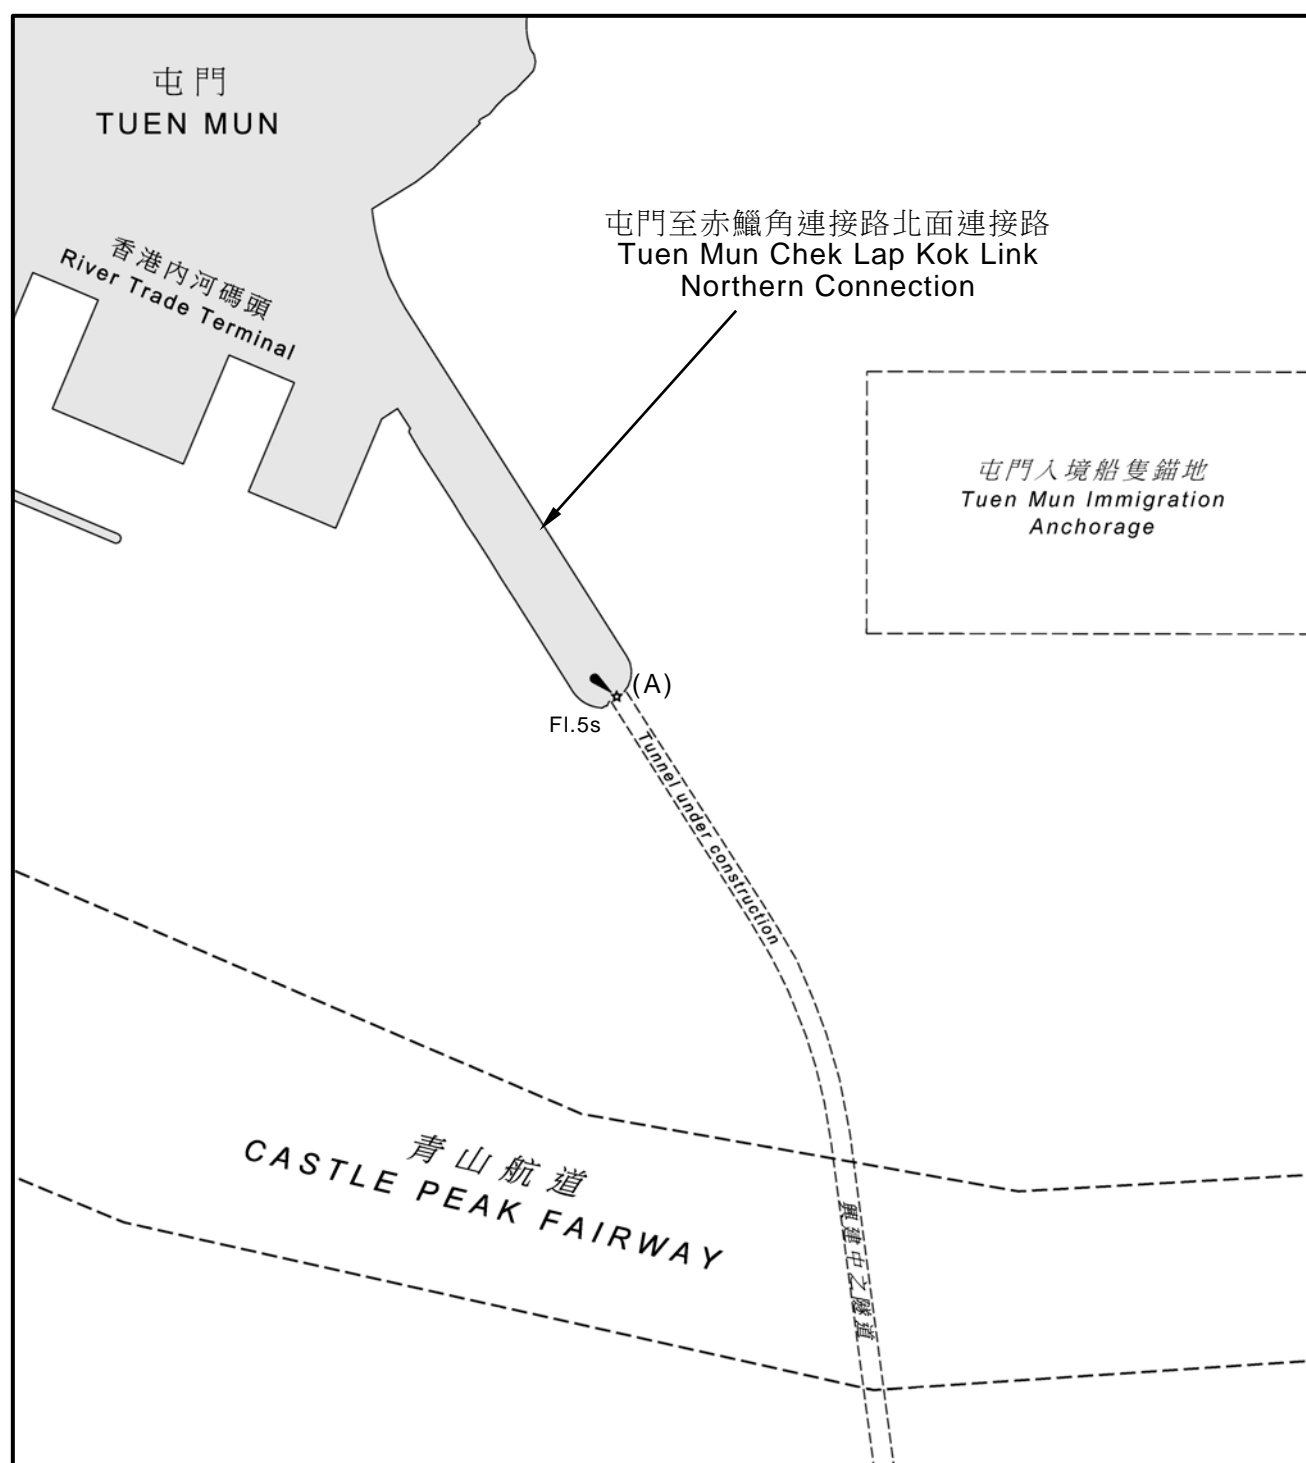 屯門
TUEN MUN
屯門至赤鱲角連接路北面連接路
Tuen Mun Chek Lap Kok Link
Northern Connection
香港內河碼頭
River Trade Terminal
屯門入境船隻錨地
Tuen Mun Immigration
Anchorage
(A)
Fl.5s
Tunnel under construction
青山航道
CASTLE PEAK FAIRWAY
興建中之隧道